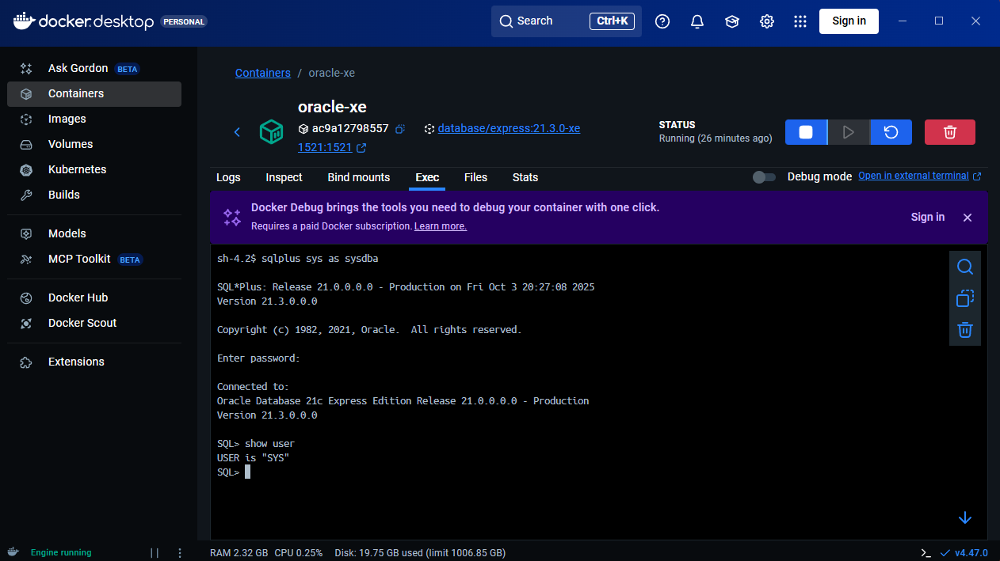 docker.desktop PERSONAL
Search Ctrl+K
Sign in
Ask Gordon BETA
Containers
Images
Volumes
Kubernetes
Builds
Models
MCP Toolkit BETA
Docker Hub
Docker Scout
Extensions
Containers / oracle-xe
oracle-xe
ac9a12798557 database/express:21.3.0-xe
1521:1521
STATUS
Running (26 minutes ago)
Logs Inspect Bind mounts Exec Files Stats
Debug mode Open in external terminal
Docker Debug brings the tools you need to debug your container with one click.
Requires a paid Docker subscription. Learn more.
Sign in
sh-4.2$ sqlplus sys as sysdba
SQL*Plus: Release 21.0.0.0.0 - Production on Fri Oct 3 20:27:08 2025
Version 21.3.0.0.0
Copyright (c) 1982, 2021, Oracle.  All rights reserved.
Enter password:
Connected to:
Oracle Database 21c Express Edition Release 21.0.0.0.0 - Production
Version 21.3.0.0.0
SQL> show user
USER is "SYS"
SQL>
Engine running
RAM 2.32 GB CPU 0.25% Disk: 19.75 GB used (limit 1006.85 GB)
v4.47.0